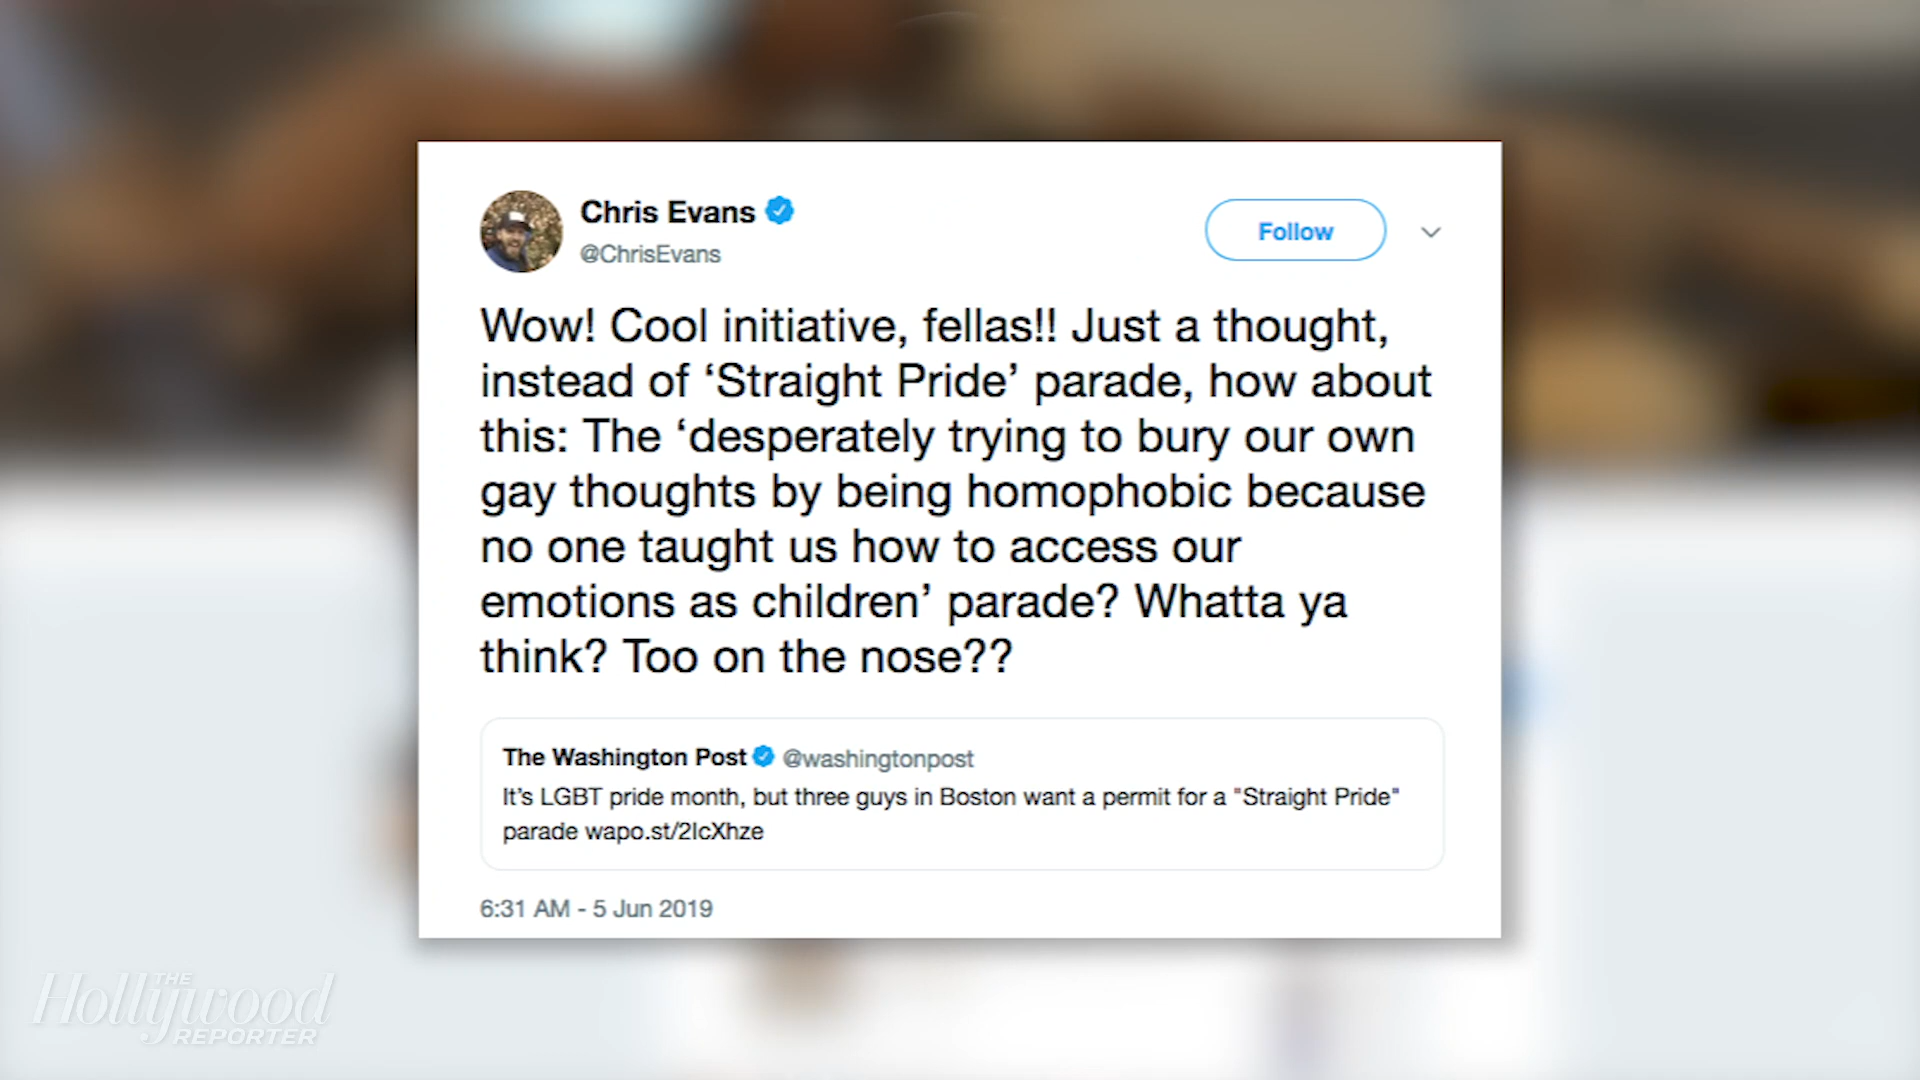 Chris Evans
@ChrisEvans
Follow
Wow! Cool initiative, fellas!! Just a thought,
instead of ‘Straight Pride’ parade, how about
this: The ‘desperately trying to bury our own
gay thoughts by being homophobic because
no one taught us how to access our
emotions as children’ parade? Whatta ya
think? Too on the nose??
The Washington Post @washingtonpost
It’s LGBT pride month, but three guys in Boston want a permit for a "Straight Pride"
parade wapo.st/2IcXhze
6:31 AM - 5 Jun 2019
THE
Hollywood
REPORTER